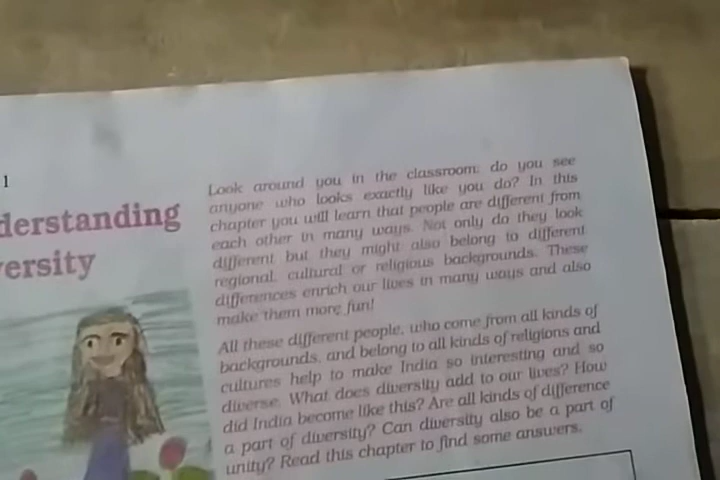 1
derstanding
ersity
Look around you in the classroom: do you see
anyone who looks exactly like you do? In this
chapter you will learn that people are different from
each other in many ways. Not only do they look
different but they might also belong to different
regional, cultural or religious backgrounds. These
differences enrich our lives in many ways and also
make them more fun!
All these different people, who come from all kinds of
backgrounds, and belong to all kinds of religions and
cultures help to make India so interesting and so
diverse. What does diversity add to our lives? How
did India become like this? Are all kinds of difference
a part of diversity? Can diversity also be a part of
unity? Read this chapter to find some answers.